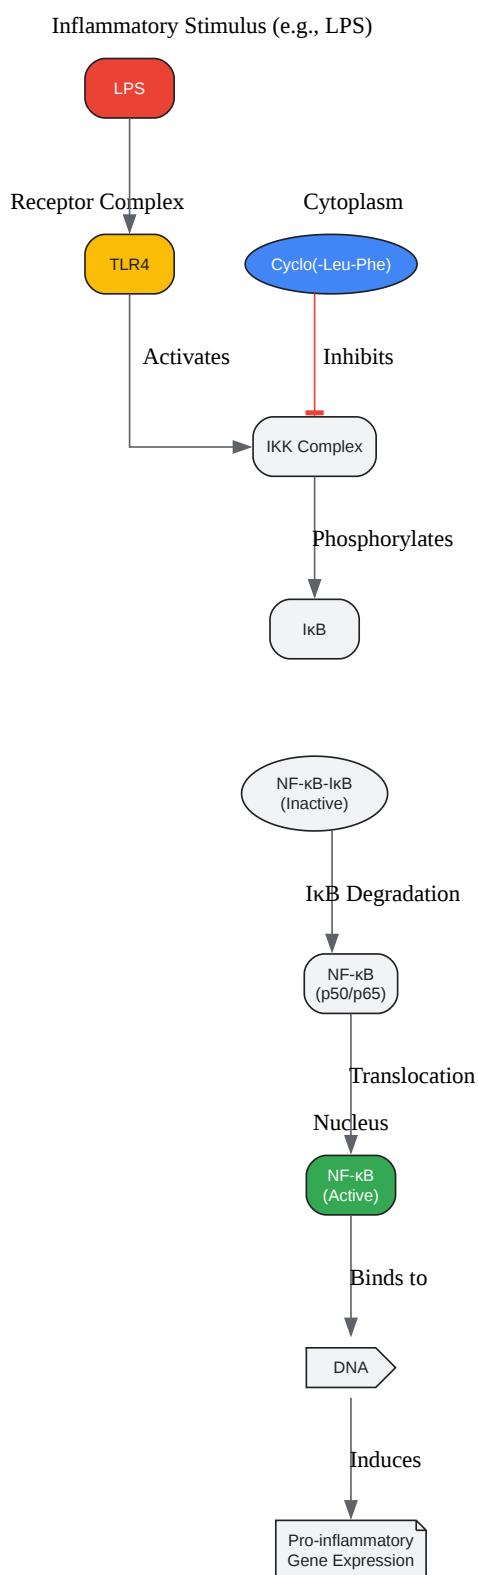 Inflammatory Stimulus (e.g., LPS)
LPS
Receptor Complex
Cytoplasm
TLR4
Cyclo(-Leu-Phe)
Activates
Inhibits
IKK Complex
Phosphorylates
IκB
NF-κB-IκB
(Inactive)
IκB Degradation
NF-κB
(p50/p65)
Translocation
Nucleus
NF-κB
(Active)
Binds to
DNA
Induces
Pro-inflammatory
Gene Expression